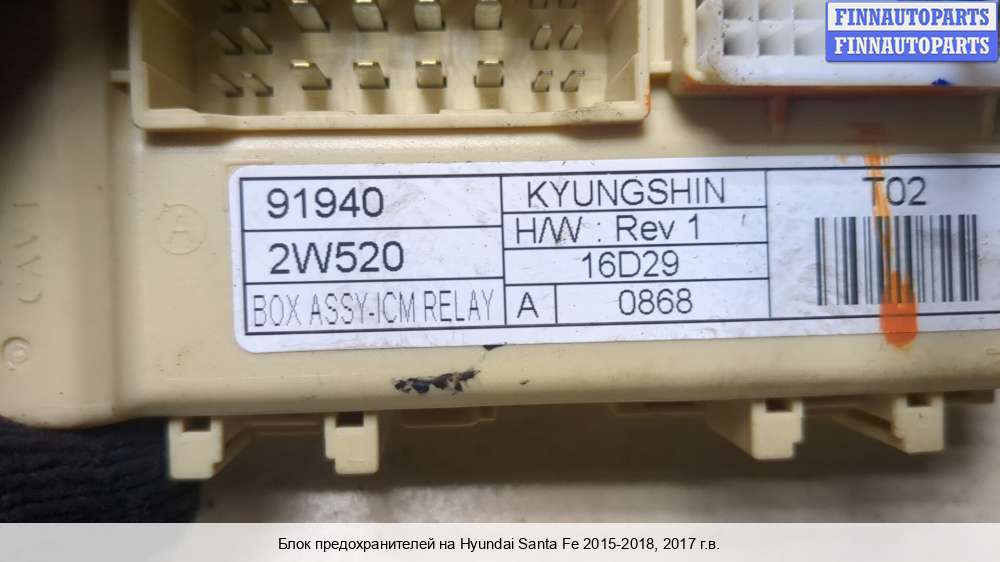 FINNAUTOPARTS
FINNAUTOPARTS
91940
2W520
BOX ASSY-ICM RELAY
KYUNGSHIN
H/W : Rev 1
16D29
A 0868
T02
A
Блок предохранителей на Hyundai Santa Fe 2015-2018, 2017 г.в.